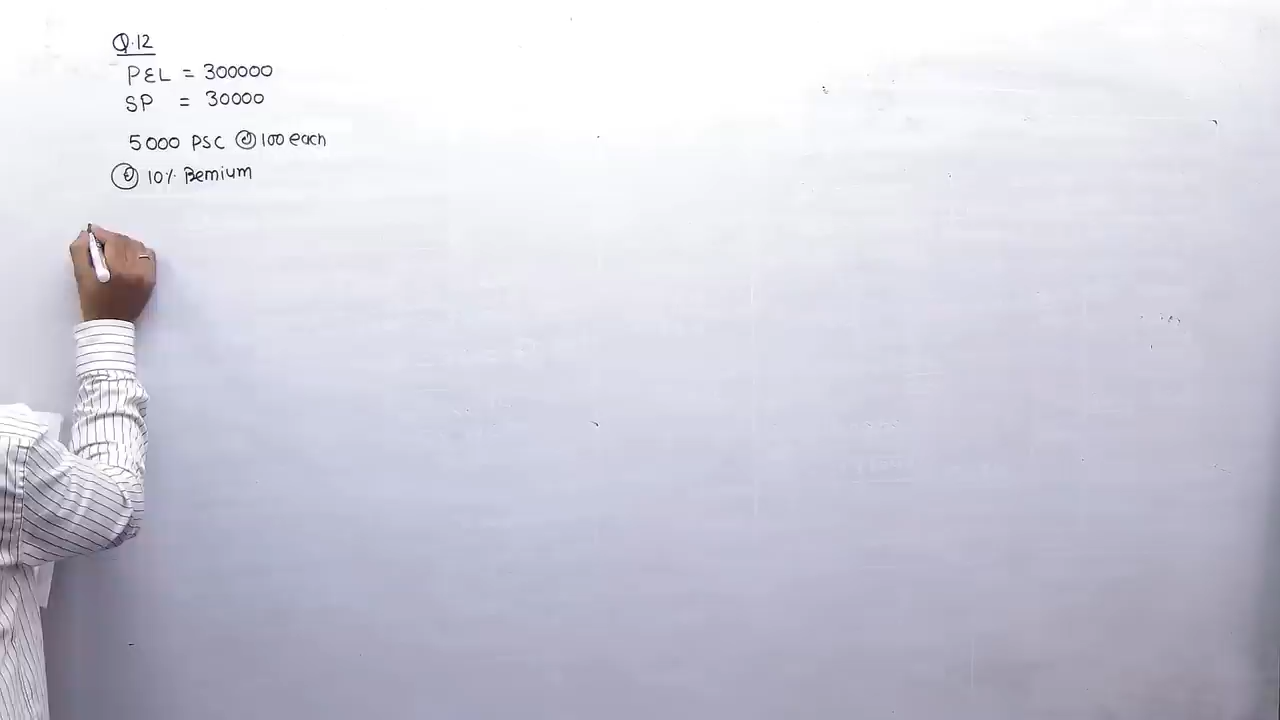 Q.12
P&L = 300000
SP = 30000
5000 PSC @ 100 each
@ 10% Premium